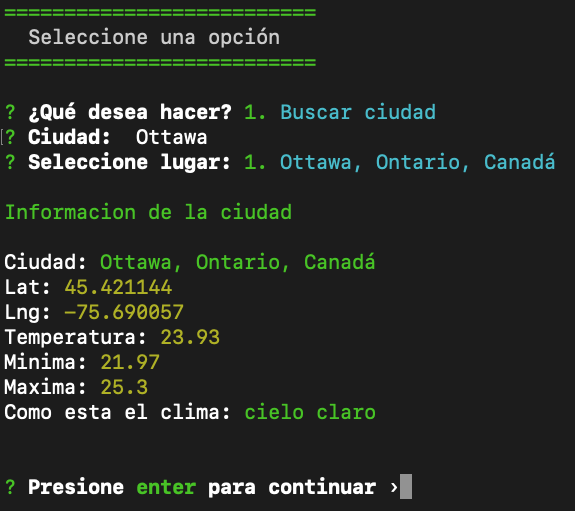 ==========================
Seleccione una opción
==========================
? ¿Qué desea hacer? 1. Buscar ciudad
? Ciudad: Ottawa
? Seleccione lugar: 1. Ottawa, Ontario, Canadá
Informacion de la ciudad
Ciudad: Ottawa, Ontario, Canadá
Lat: 45.421144
Lng: -75.690057
Temperatura: 23.93
Minima: 21.97
Maxima: 25.3
Como esta el clima: cielo claro
? Presione enter para continuar ›